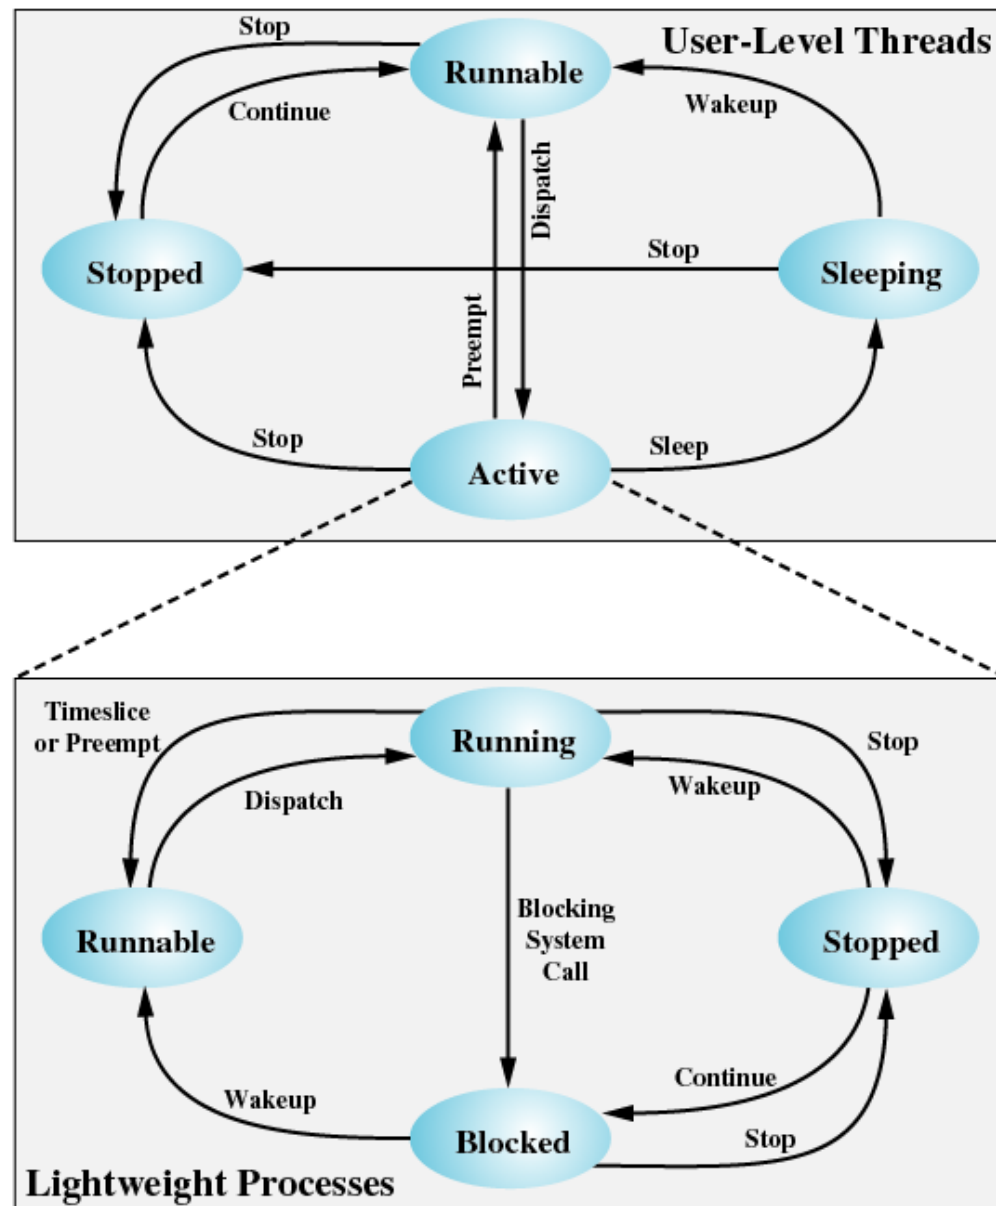 Stop
User-Level Threads
Runnable
Continue
Wakeup
Dispatch
Stop
Stopped
Sleeping
Preempt
Stop
Sleep
Active
Timeslice
or Preempt
Running
Stop
Dispatch
Wakeup
Blocking
System
Call
Runnable
Stopped
Continue
Wakeup
Blocked
Stop
Lightweight Processes